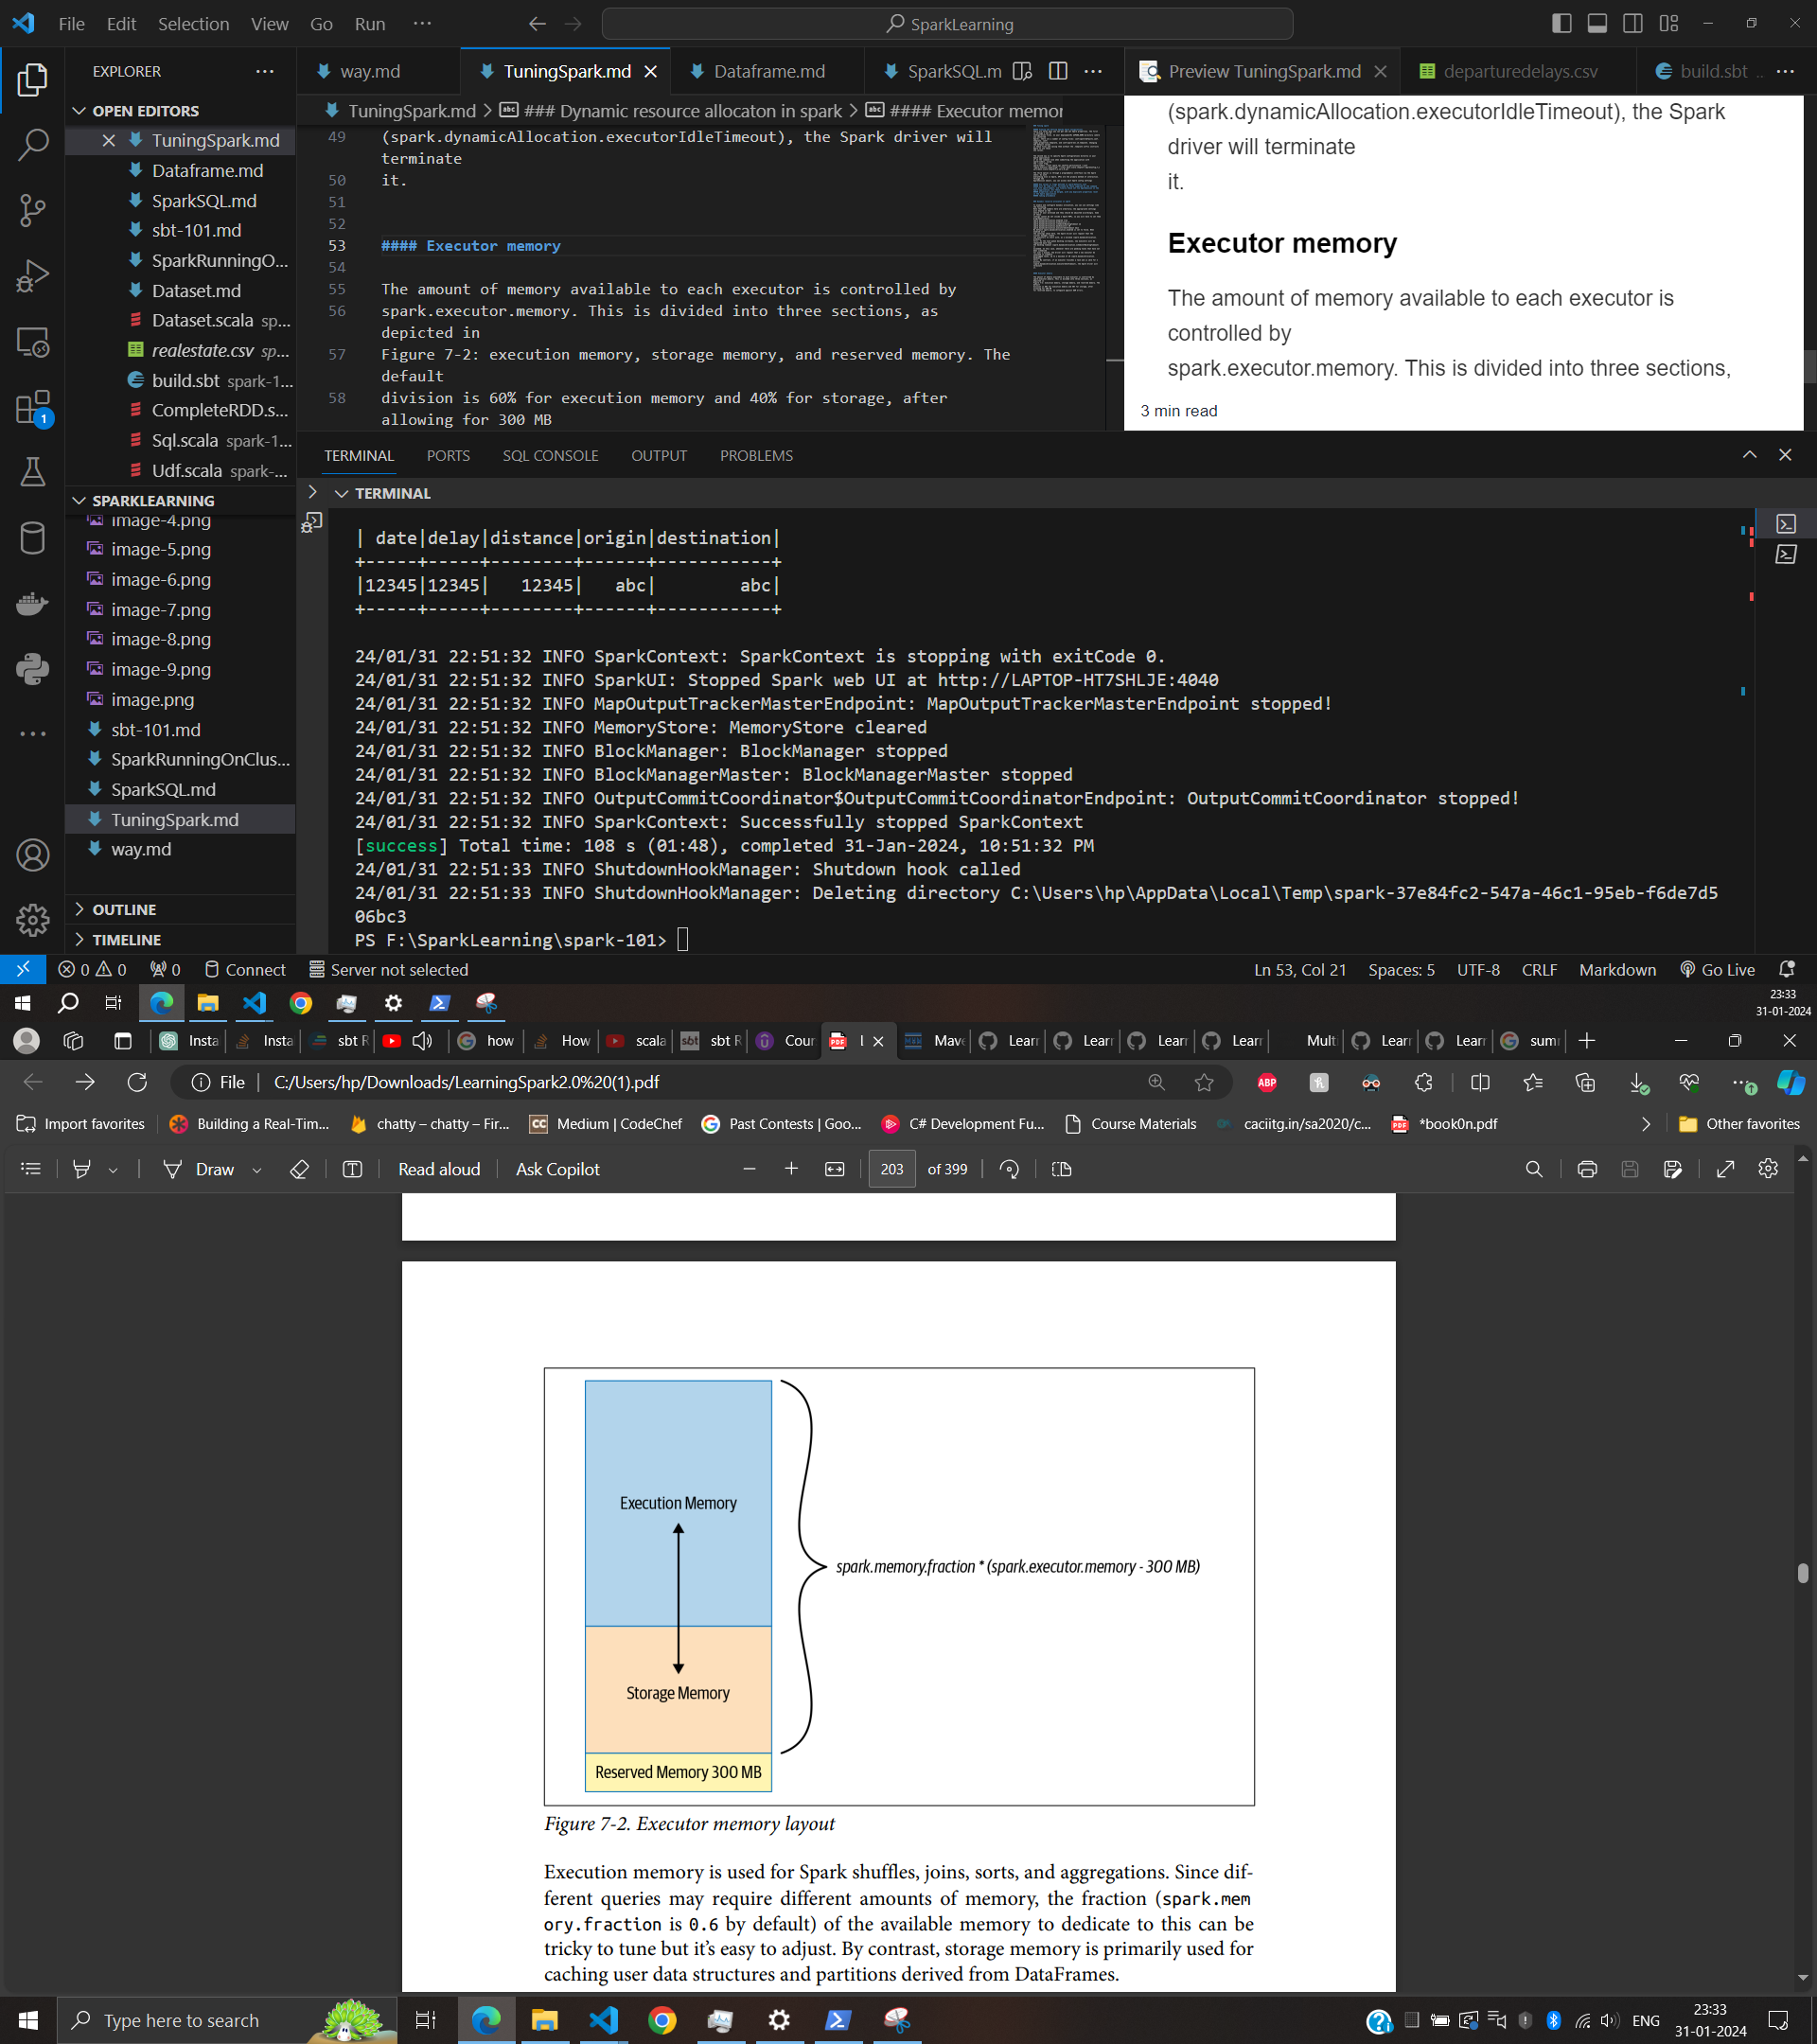 File Edit Selection View Go Run ··· SparkLearning
EXPLORER ···
OPEN EDITORS
TuningSpark.md
Dataframe.md
SparkSQL.md
sbt-101.md
SparkRunningO...
Dataset.md
Dataset.scala sp...
realestate.csv sp...
build.sbt spark-1...
CompleteRDD.s...
Sql.scala spark-1...
Udf.scala spark-...
SPARKLEARNING
image-4.png
image-5.png
image-6.png
image-7.png
image-8.png
image-9.png
image.png
sbt-101.md
SparkRunningOnClus...
SparkSQL.md
TuningSpark.md
way.md
OUTLINE
TIMELINE
1
way.md TuningSpark.md Dataframe.md SparkSQL.m ···
TuningSpark.md > ### Dynamic resource allocaton in spark > #### Executor memor
49 (spark.dynamicAllocation.executorIdleTimeout), the Spark driver will
terminate
50 it.
51
52
53 #### Executor memory
54
55 The amount of memory available to each executor is controlled by
56 spark.executor.memory. This is divided into three sections, as
depicted in
57 Figure 7-2: execution memory, storage memory, and reserved memory. The
default
58 division is 60% for execution memory and 40% for storage, after
allowing for 300 MB
Preview TuningSpark.md departuredelays.csv build.sbt .. ···
(spark.dynamicAllocation.executorIdleTimeout), the Spark
driver will terminate
it.
Executor memory
The amount of memory available to each executor is
controlled by
spark.executor.memory. This is divided into three sections,
3 min read
TERMINAL PORTS SQL CONSOLE OUTPUT PROBLEMS
TERMINAL
| date|delay|distance|origin|destination|
+-----+-----+--------+------+-----------+
|12345|12345|   12345|   abc|        abc|
+-----+-----+--------+------+-----------+
24/01/31 22:51:32 INFO SparkContext: SparkContext is stopping with exitCode 0.
24/01/31 22:51:32 INFO SparkUI: Stopped Spark web UI at http://LAPTOP-HT7SHLJE:4040
24/01/31 22:51:32 INFO MapOutputTrackerMasterEndpoint: MapOutputTrackerMasterEndpoint stopped!
24/01/31 22:51:32 INFO MemoryStore: MemoryStore cleared
24/01/31 22:51:32 INFO BlockManager: BlockManager stopped
24/01/31 22:51:32 INFO BlockManagerMaster: BlockManagerMaster stopped
24/01/31 22:51:32 INFO OutputCommitCoordinator$OutputCommitCoordinatorEndpoint: OutputCommitCoordinator stopped!
24/01/31 22:51:32 INFO SparkContext: Successfully stopped SparkContext
[success] Total time: 108 s (01:48), completed 31-Jan-2024, 10:51:32 PM
24/01/31 22:51:33 INFO ShutdownHookManager: Shutdown hook called
24/01/31 22:51:33 INFO ShutdownHookManager: Deleting directory C:\Users\hp\AppData\Local\Temp\spark-37e84fc2-547a-46c1-95eb-f6de7d5
06bc3
PS F:\SparkLearning\spark-101>
0 0 0 Connect Server not selected Ln 53, Col 21 Spaces: 5 UTF-8 CRLF Markdown Go Live
23:33
31-01-2024
Insta Insta sbt R how How scala sbt sbt R Cour l Mave Learn Learn Learn Learn Mult Learn Learn sum
File C:/Users/hp/Downloads/LearningSpark2.0%20(1).pdf ABP
Import favorites Building a Real-Tim... chatty – chatty – Fir... CC Medium | CodeChef Past Contests | Goo... C# Development Fu... Course Materials caciitg.in/sa2020/c... *book0n.pdf Other favorites
Draw Read aloud Ask Copilot 203 of 399
Execution Memory
spark.memory.fraction * (spark.executor.memory - 300 MB)
Storage Memory
Reserved Memory 300 MB
Figure 7-2. Executor memory layout
Execution memory is used for Spark shuffles, joins, sorts, and aggregations. Since dif-
ferent queries may require different amounts of memory, the fraction (spark.mem
ory.fraction is 0.6 by default) of the available memory to dedicate to this can be
tricky to tune but it's easy to adjust. By contrast, storage memory is primarily used for
caching user data structures and partitions derived from DataFrames.
Type here to search ENG 23:33
31-01-2024